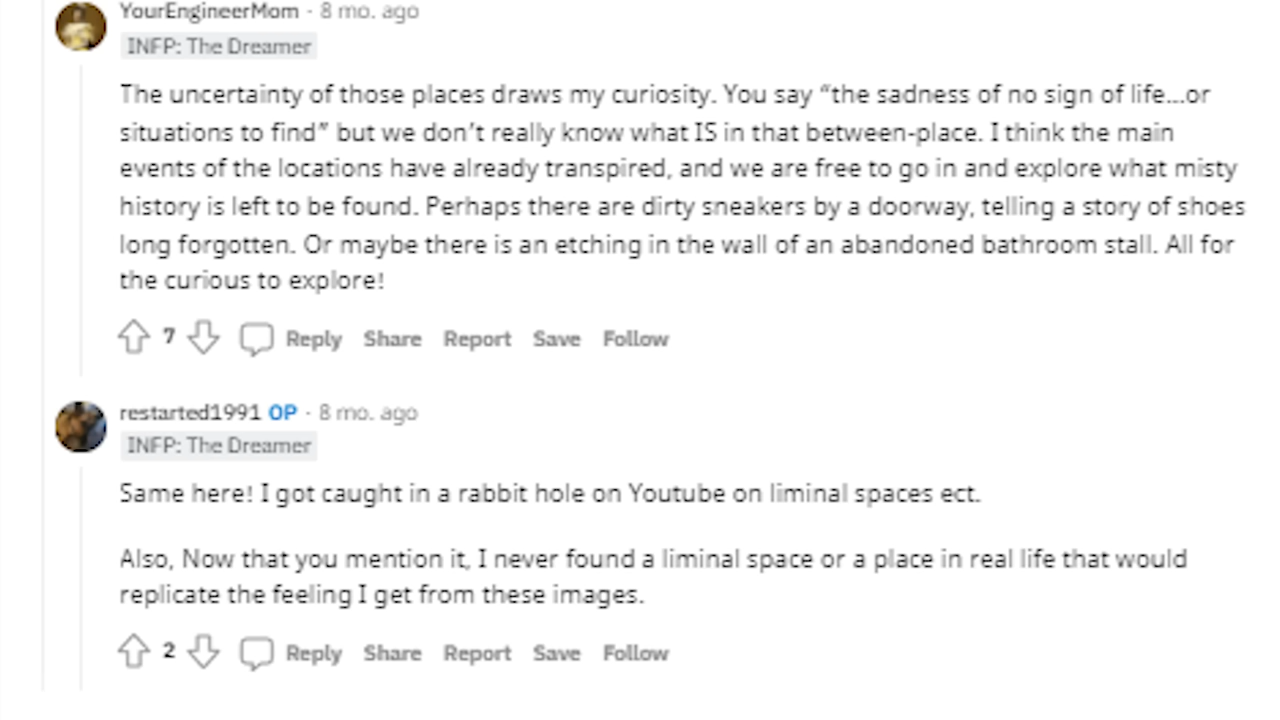 YourEngineerMom · 8 mo. ago
INFP: The Dreamer
The uncertainty of those places draws my curiosity. You say “the sadness of no sign of life...or
situations to find” but we don’t really know what IS in that between-place. I think the main
events of the locations have already transpired, and we are free to go in and explore what misty
history is left to be found. Perhaps there are dirty sneakers by a doorway, telling a story of shoes
long forgotten. Or maybe there is an etching in the wall of an abandoned bathroom stall. All for
the curious to explore!
7 Reply Share Report Save Follow
restarted1991 OP · 8 mo. ago
INFP: The Dreamer
Same here! I got caught in a rabbit hole on Youtube on liminal spaces ect.
Also, Now that you mention it, I never found a liminal space or a place in real life that would
replicate the feeling I get from these images.
2 Reply Share Report Save Follow